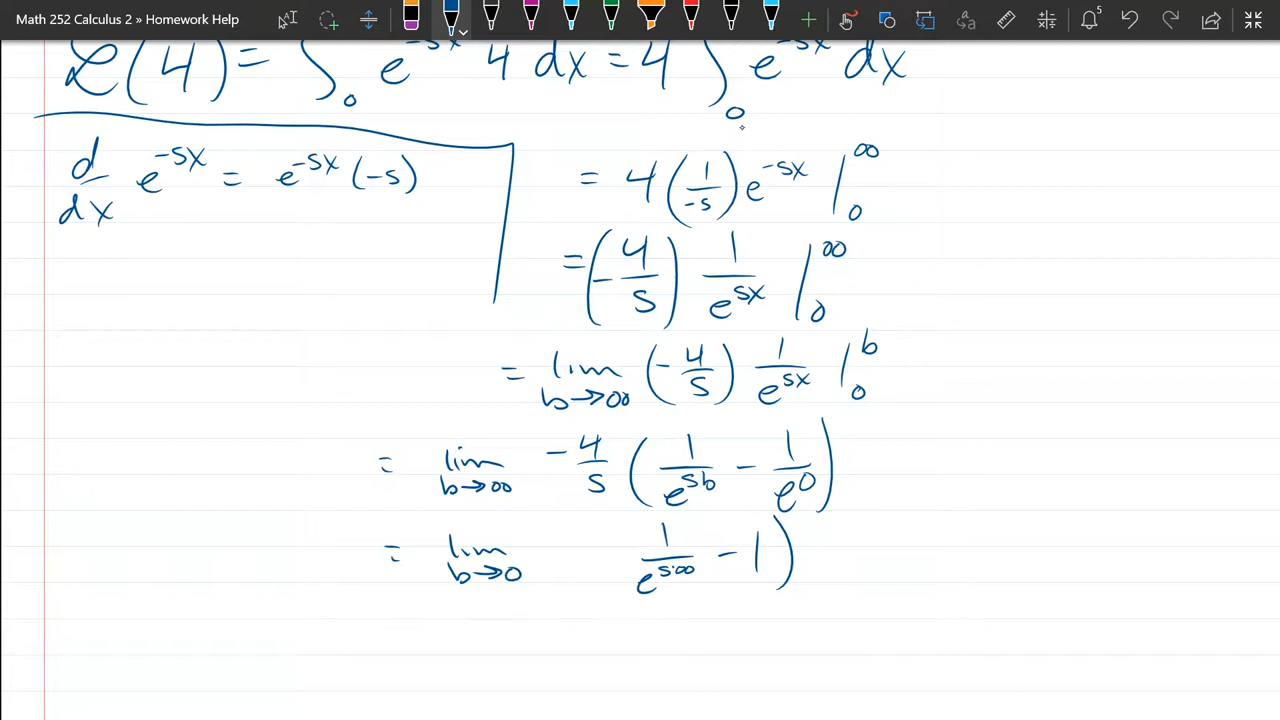 Math 252 Calculus 2 » Homework Help
5
ℒ(4) = ∫₀ e^(-sx) 4 dx = 4 ∫₀ e^(-sx) dx
d/dx e^(-sx) = e^(-sx) (-s)
= 4 (1/-s) e^(-sx) |₀^∞
= (-4/s) 1/e^(sx) |₀^∞
= lim b→∞ (-4/s) 1/e^(sx) |₀^b
= lim b→∞ -4/s (1/e^(sb) - 1/e^0)
= lim b→0 1/e^(s·∞) - 1)